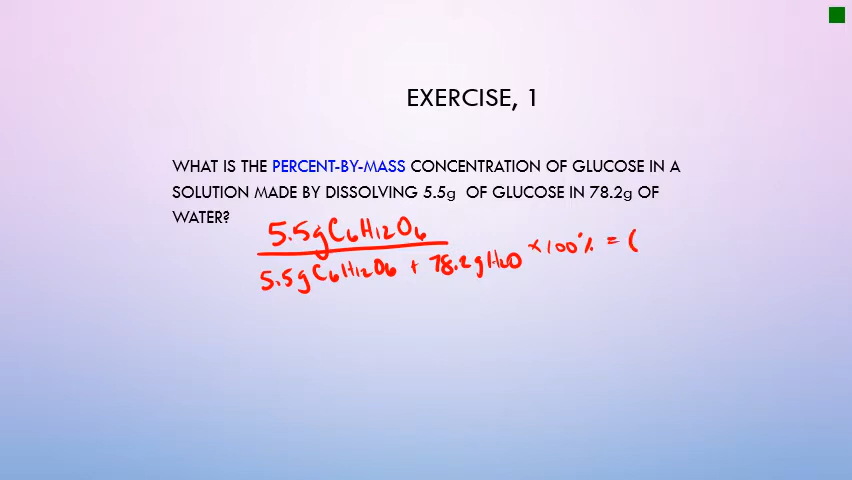 EXERCISE, 1
WHAT IS THE PERCENT-BY-MASS CONCENTRATION OF GLUCOSE IN A
SOLUTION MADE BY DISSOLVING 5.5g OF GLUCOSE IN 78.2g OF
WATER?
5.5g C6H12O6
5.5g C6H12O6 + 78.2g H2O × 100% = (